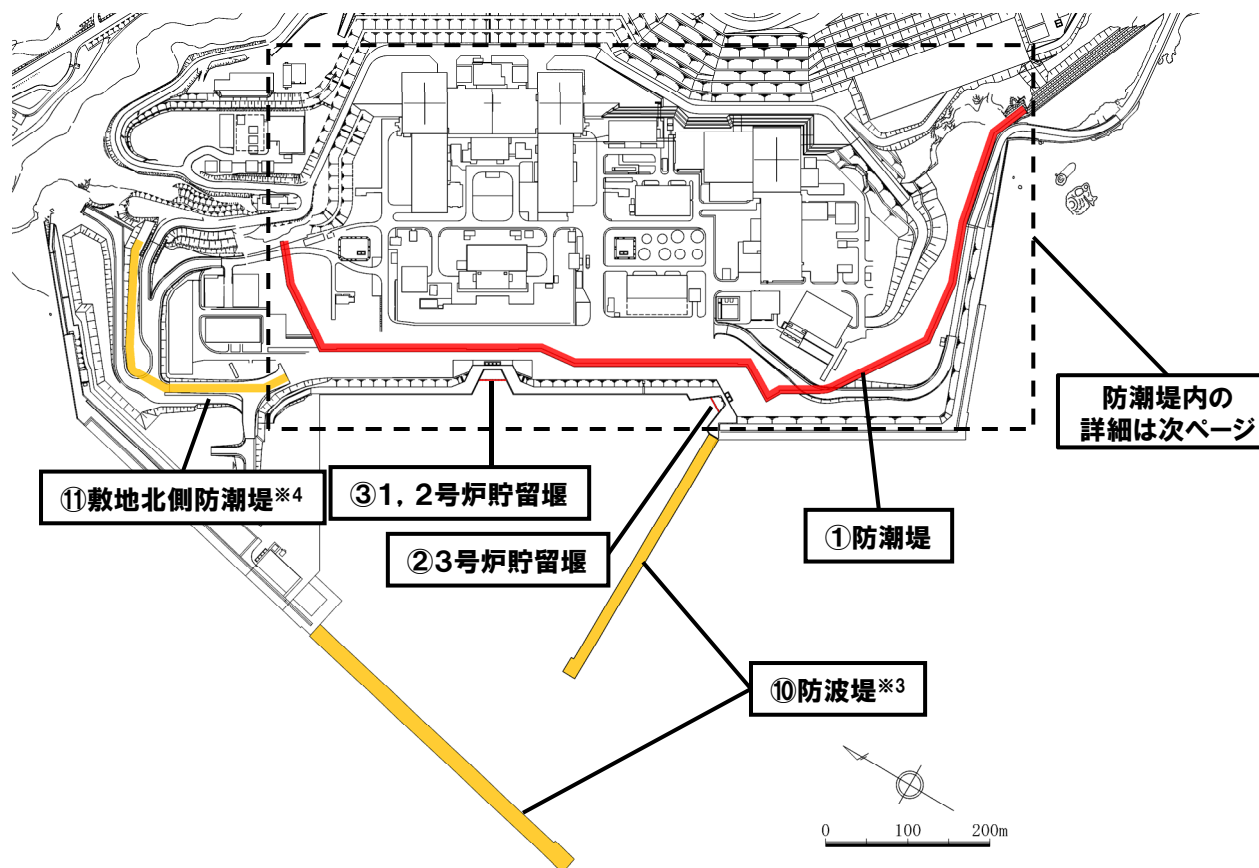 防潮堤内の
詳細は次ページ
⑪敷地北側防潮堤※4
③1，2号炉貯留堰
②3号炉貯留堰
①防潮堤
⑩防波堤※3
0 100 200m